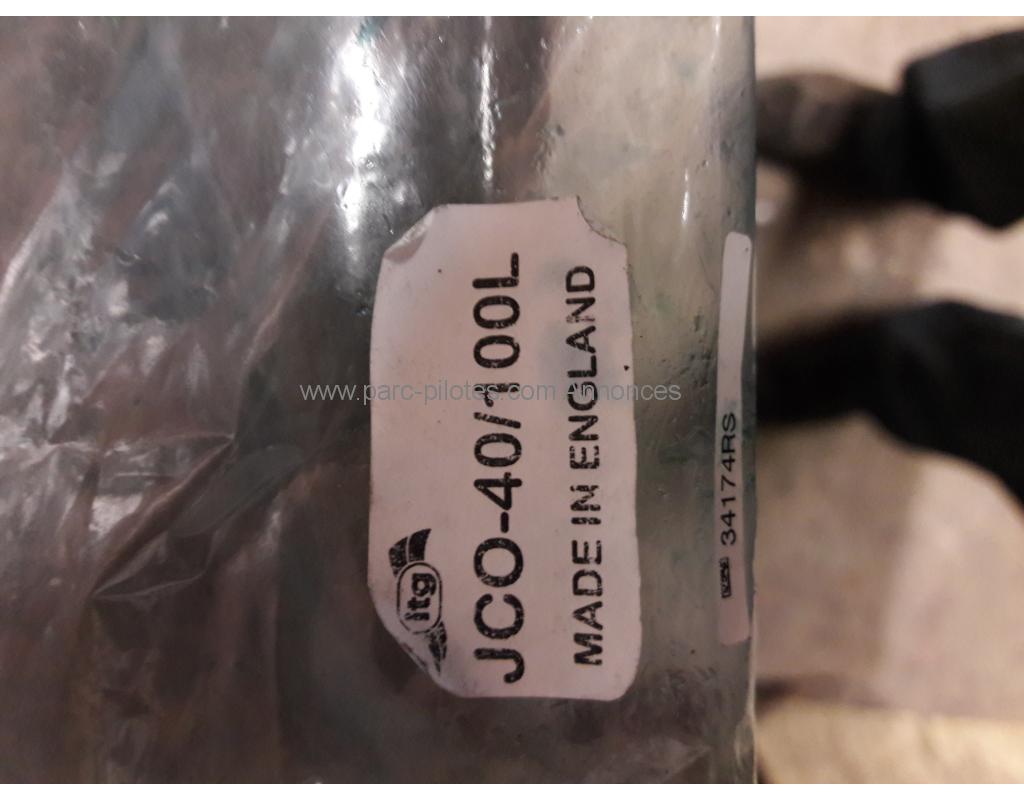 itg
JCO-40/100L
MADE IN ENGLAND
34174RS
www.parc-pilotes.com Annonces